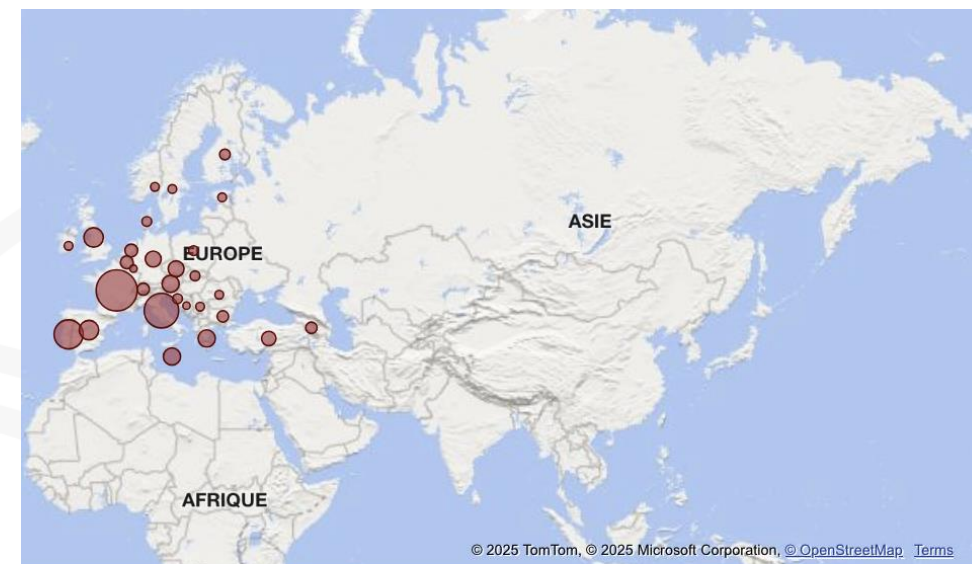 ASIE
EUROPE
AFRIQUE
© 2025 TomTom, © 2025 Microsoft Corporation, © OpenStreetMap Terms